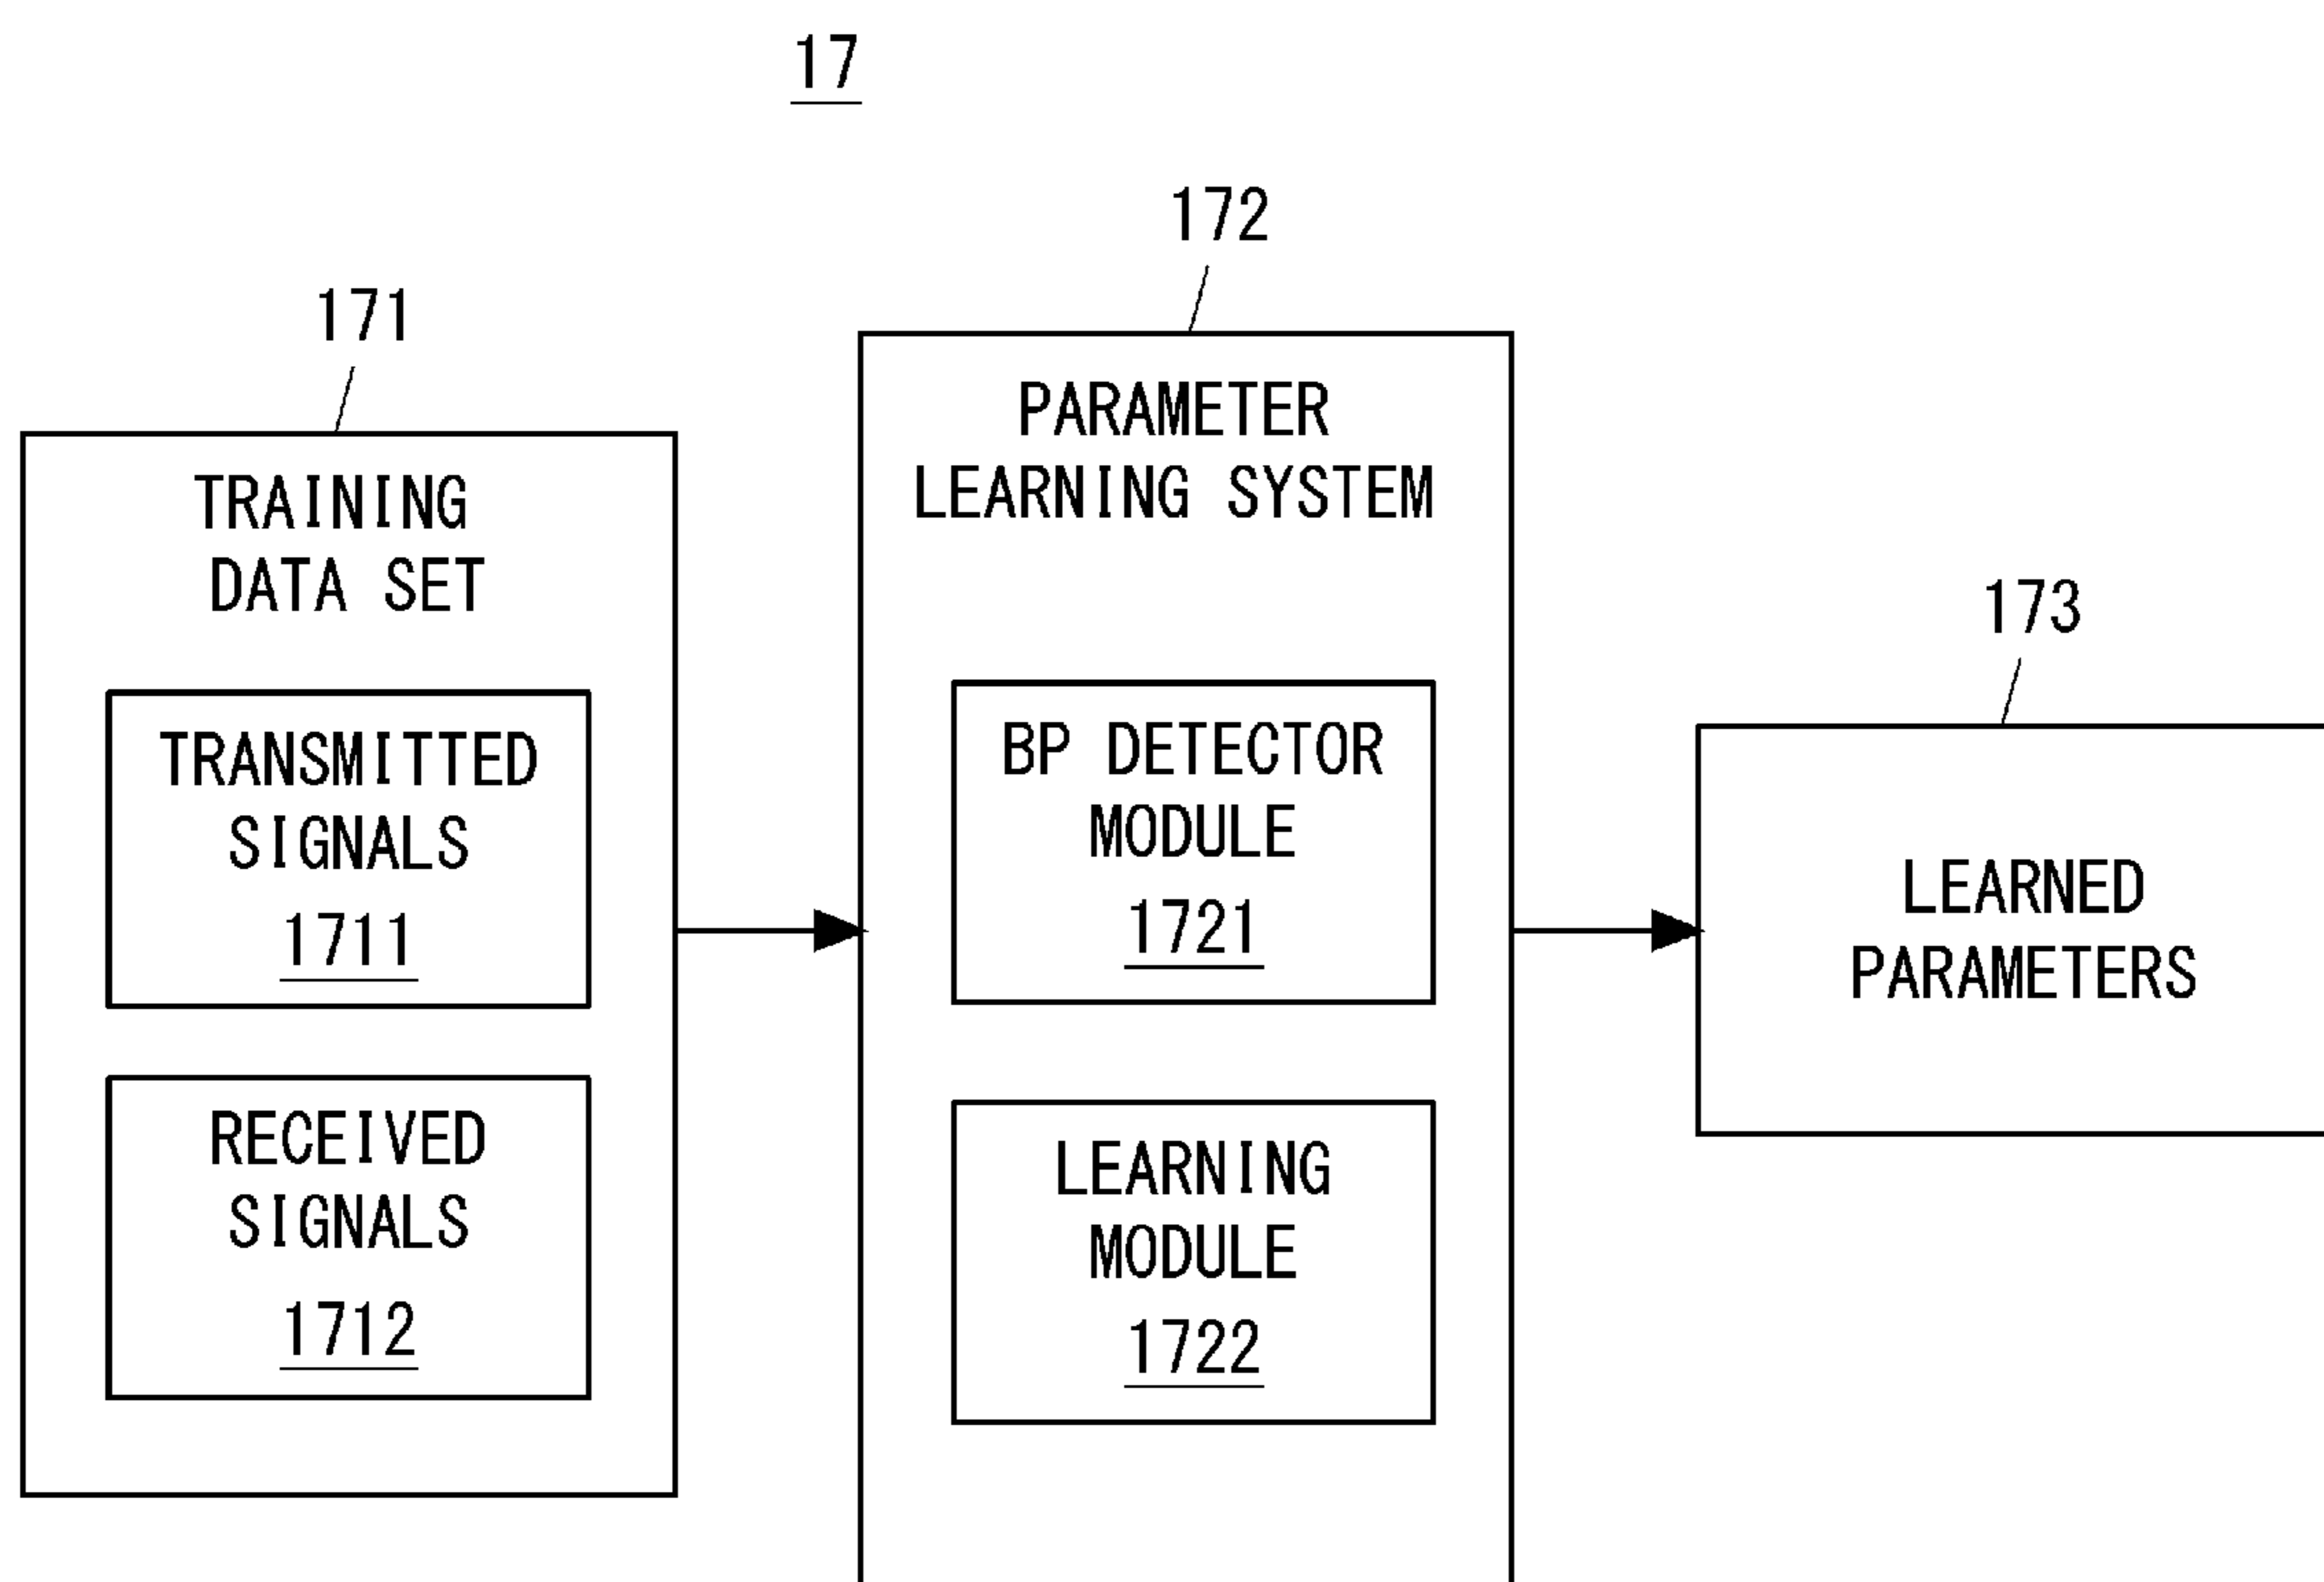 17
171
TRAINING
DATA SET
TRANSMITTED
SIGNALS
1711
RECEIVED
SIGNALS
1712
172
PARAMETER
LEARNING SYSTEM
BP DETECTOR
MODULE
1721
LEARNING
MODULE
1722
173
LEARNED
PARAMETERS